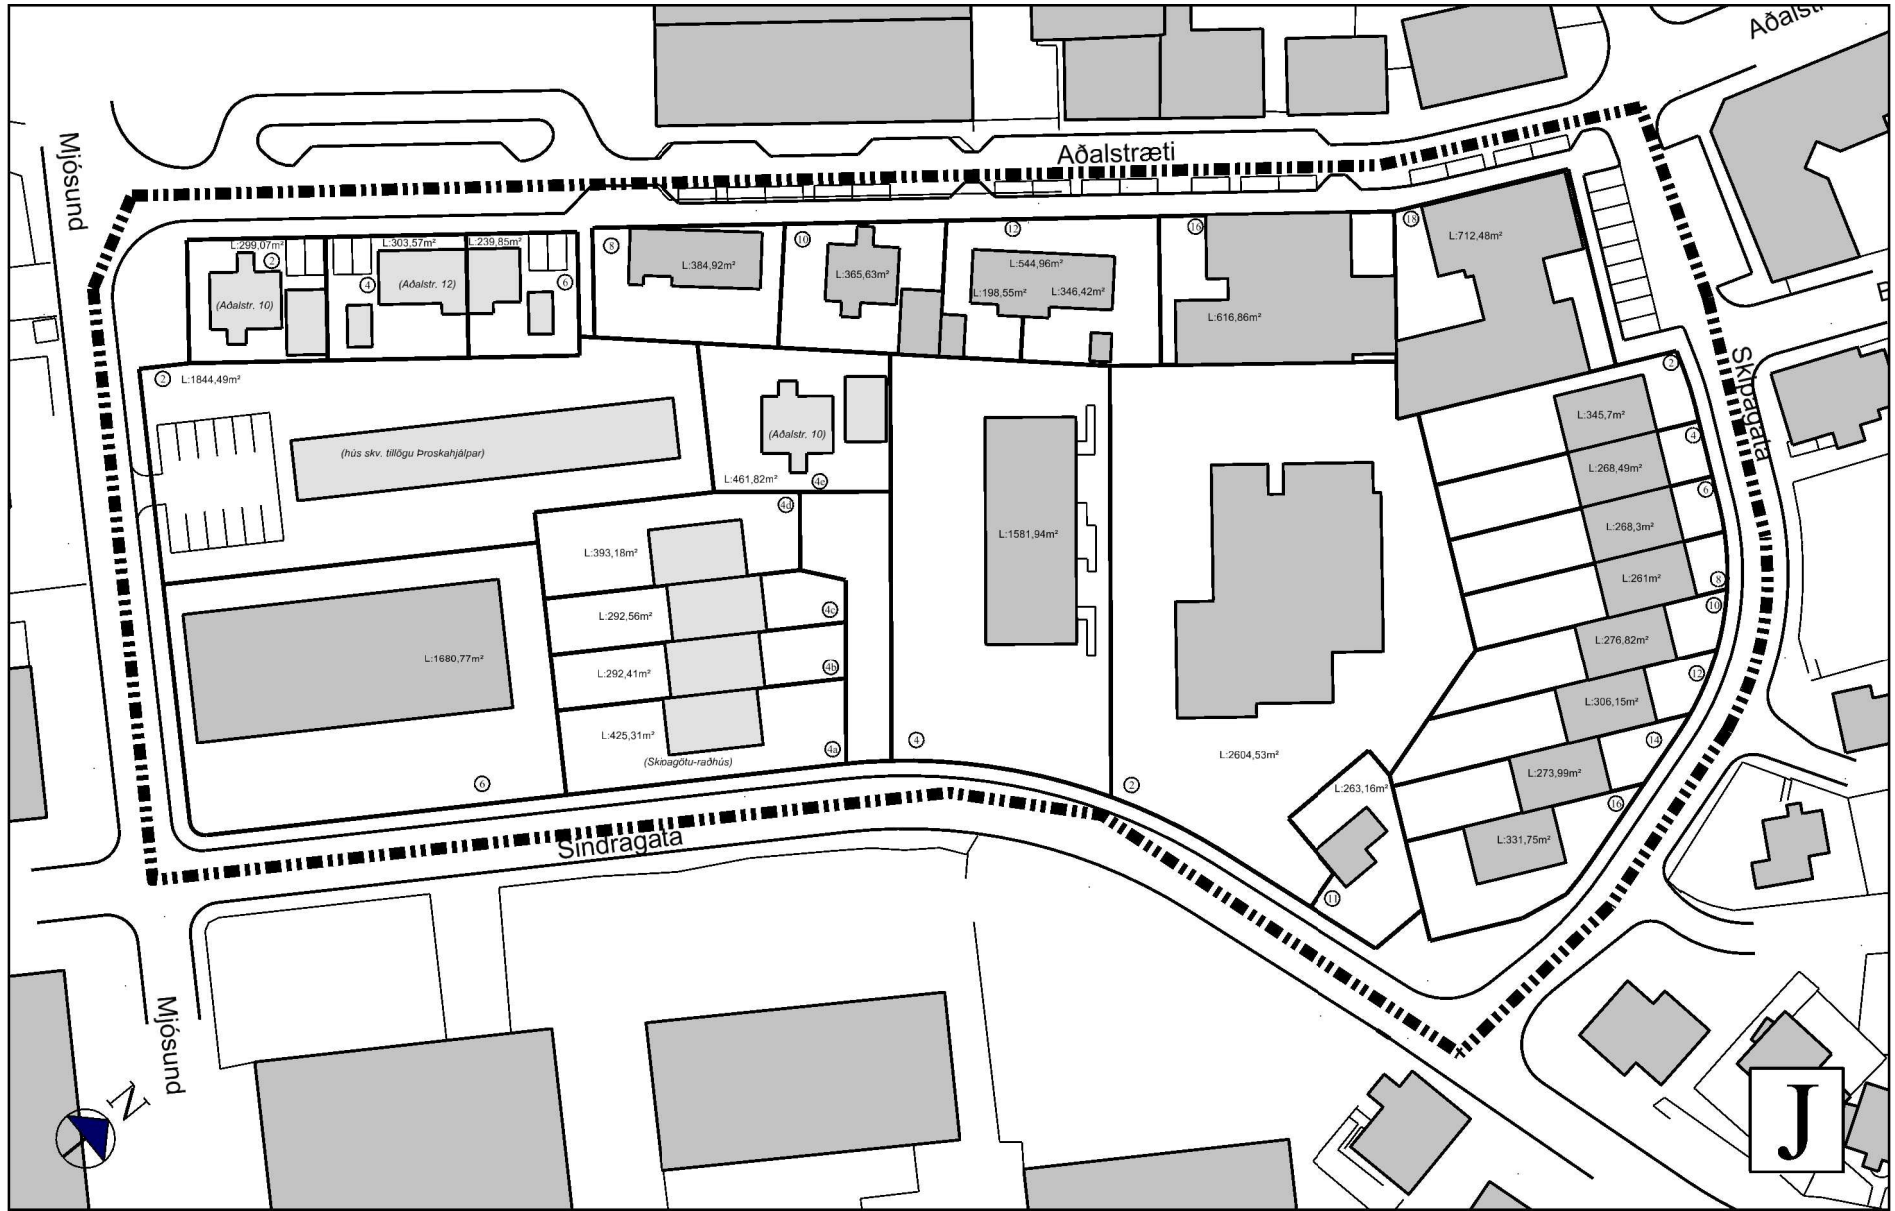 Aðalstr
Mjósund
Aðalstræti
L:299,07m²
2
L:303,57m²
L:239,85m²
8
10
12
16
18
L:712,48m²
(Aðalstr. 10)
4
(Aðalstr. 12)
6
L:384,92m²
L:365,63m²
L:544,96m²
L:198,55m²
L:346,42m²
L:616,86m²
Skipagata
2
L:1844,49m²
2
L:345,7m²
(hús skv. tillögu Þroskahjálpar)
(Aðalstr. 10)
4
L:268,49m²
L:461,82m²
4e
6
4d
L:268,3m²
L:393,18m²
L:1581,94m²
L:261m²
8
L:292,56m²
4c
10
L:276,82m²
L:1680,77m²
L:292,41m²
4b
12
L:306,15m²
L:425,31m²
4a
(Skipagötu-raðhús)
4
L:2604,53m²
14
6
2
L:273,99m²
L:263,16m²
16
L:331,75m²
Sindragata
11
Mjósund
N
J